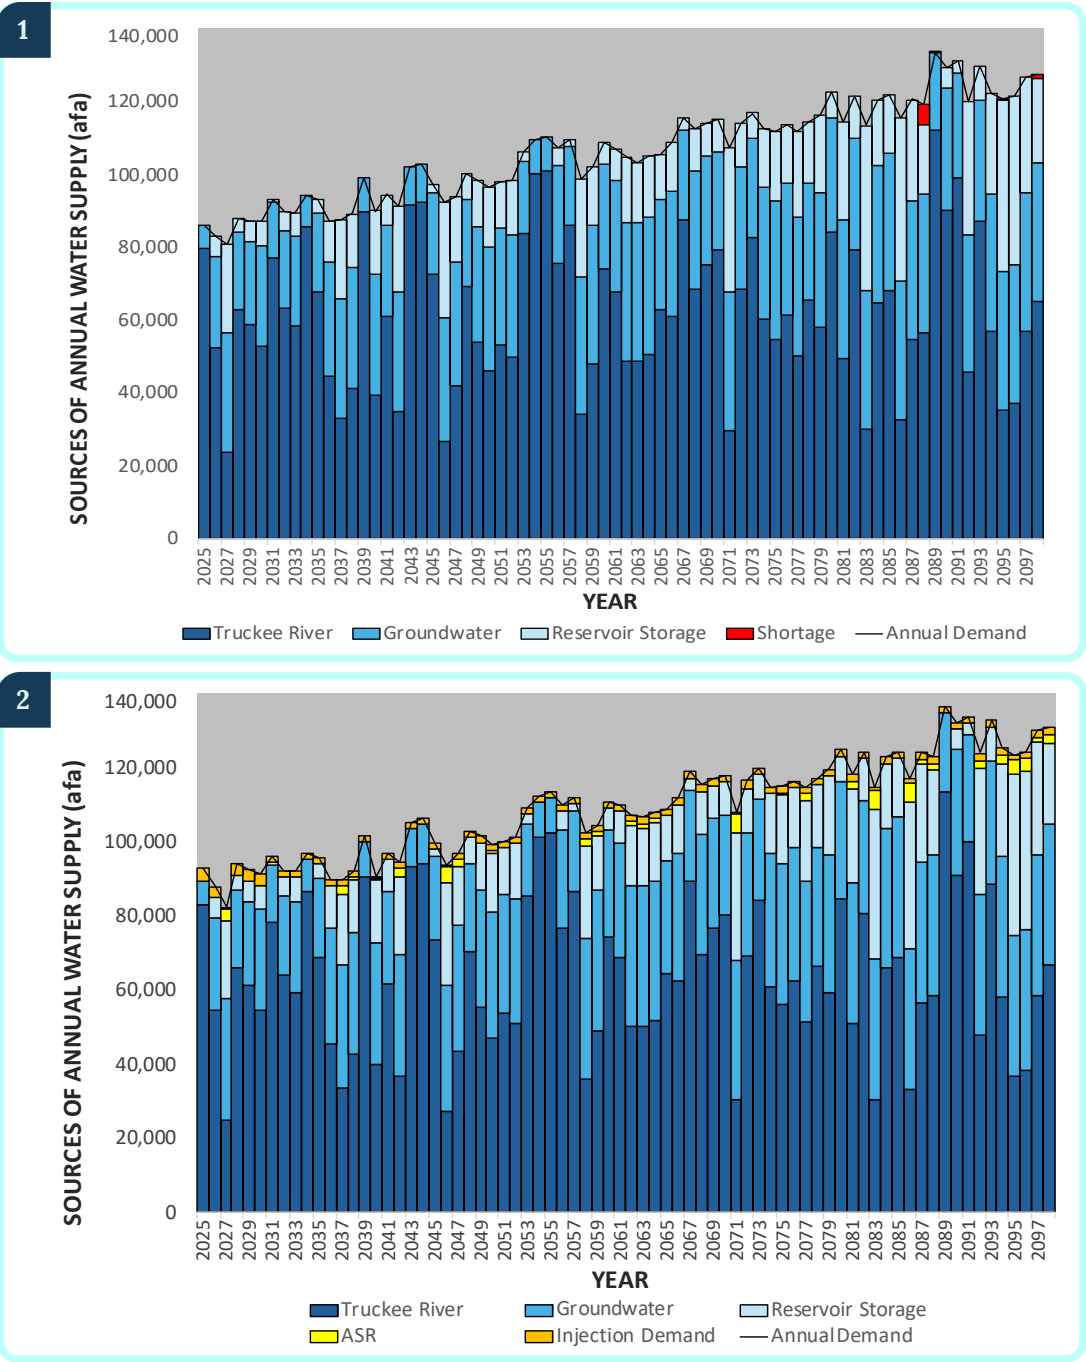 1
SOURCES OF ANNUAL WATER SUPPLY (afa)
140,000
120,000
100,000
80,000
60,000
40,000
20,000
0
2025 2027 2029 2031 2033 2035 2037 2039 2041 2043 2045 2047 2049 2051 2053 2055 2057 2059 2061 2063 2065 2067 2069 2071 2073 2075 2077 2079 2081 2083 2085 2087 2089 2091 2093 2095 2097
YEAR
Truckee River Groundwater Reservoir Storage Shortage Annual Demand
2
SOURCES OF ANNUAL WATER SUPPLY (afa)
140,000
120,000
100,000
80,000
60,000
40,000
20,000
0
2025 2027 2029 2031 2033 2035 2037 2039 2041 2043 2045 2047 2049 2051 2053 2055 2057 2059 2061 2063 2065 2067 2069 2071 2073 2075 2077 2079 2081 2083 2085 2087 2089 2091 2093 2095 2097
YEAR
Truckee River Groundwater Reservoir Storage
ASR Injection Demand Annual Demand